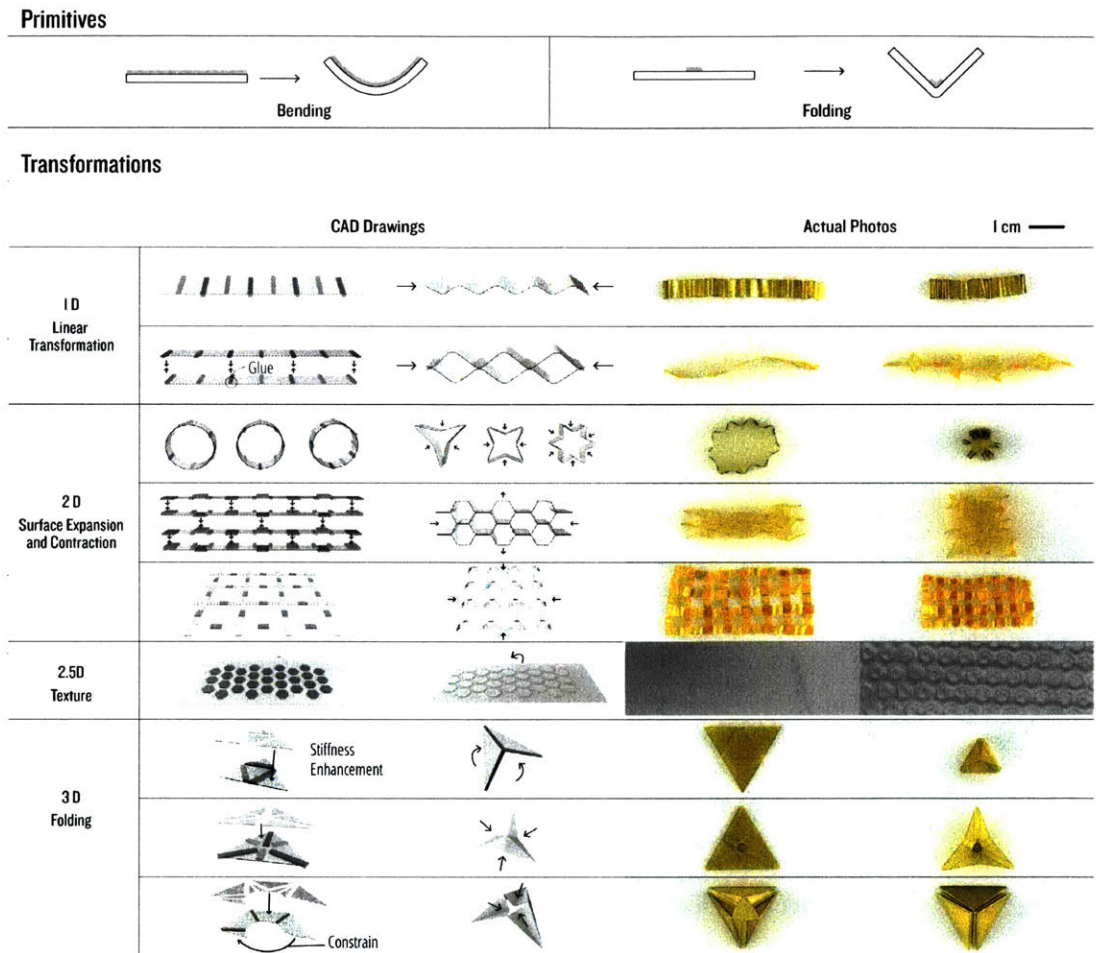 Primitives
Bending
Folding
Transformations
CAD Drawings
Actual Photos
1 cm
1D
Linear
Transformation
Glue
2D
Surface Expansion
and Contraction
2.5D
Texture
Stiffness
Enhancement
3D
Folding
Constrain